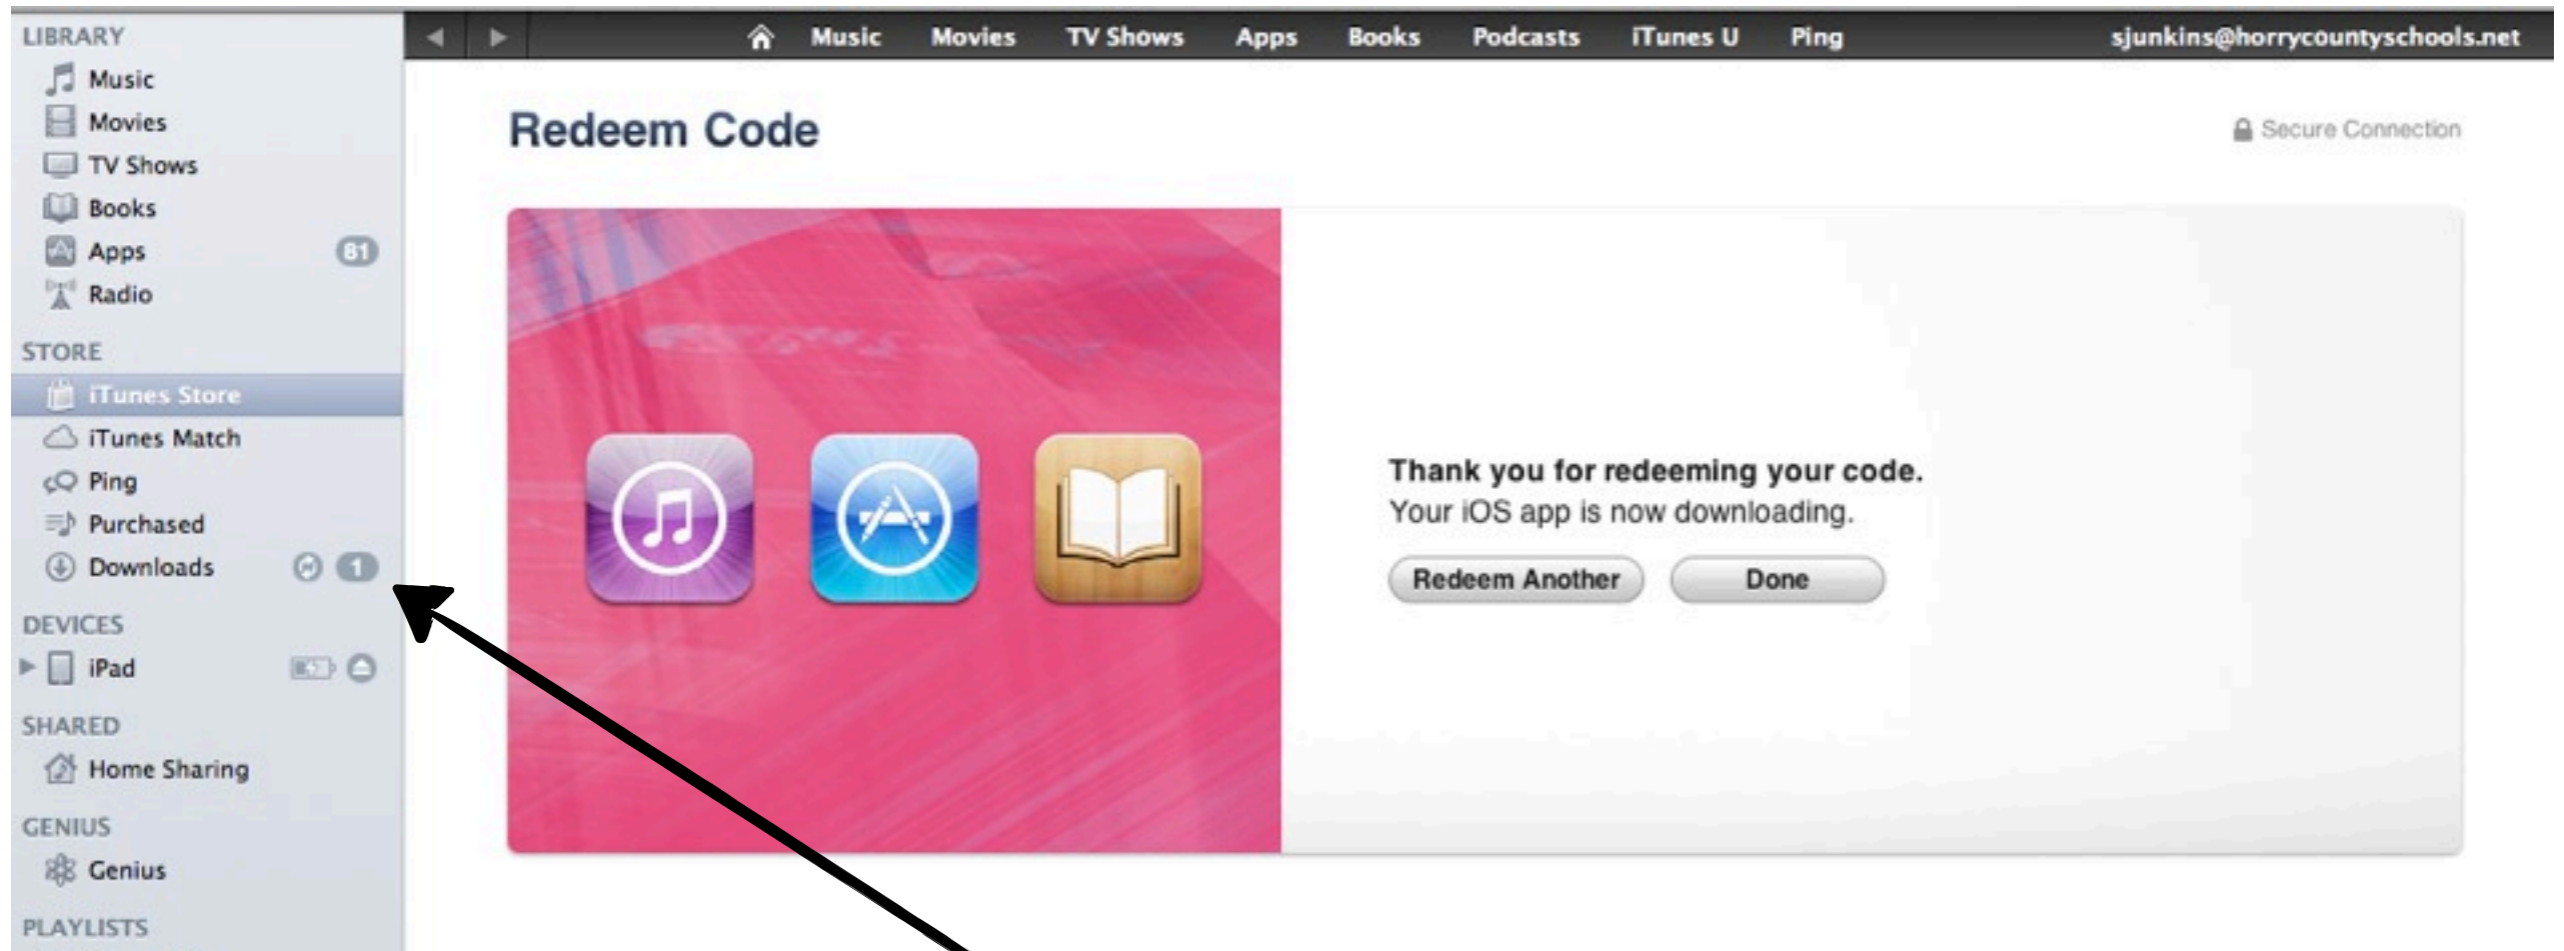 LIBRARY
Music
Movies
TV Shows
Books
Apps 81
Radio
STORE
iTunes Store
iTunes Match
Ping
Purchased
Downloads 1
DEVICES
iPad
SHARED
Home Sharing
GENIUS
Genius
PLAYLISTS
Music Movies TV Shows Apps Books Podcasts iTunes U Ping sjunkins@horrycountyschools.net
Redeem Code
Secure Connection
Thank you for redeeming your code.
Your iOS app is now downloading.
Redeem Another Done